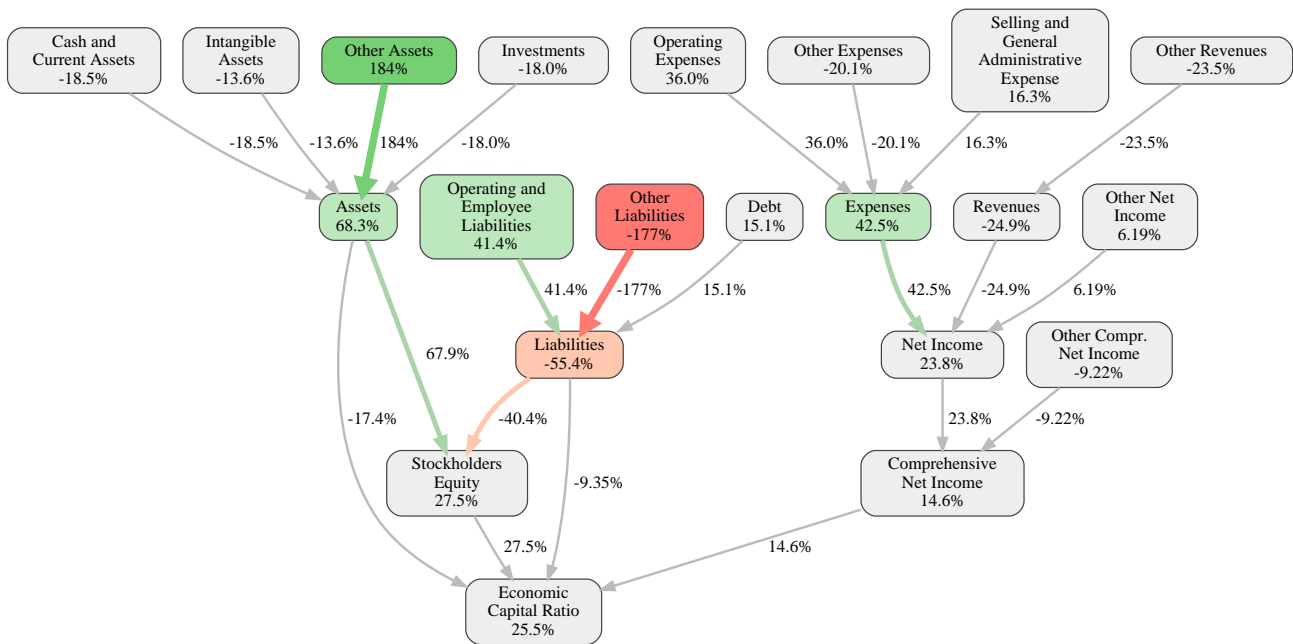 Cash and
Current Assets
-18.5%
Intangible
Assets
-13.6%
Other Assets
184%
Investments
-18.0%
Operating
Expenses
36.0%
Other Expenses
-20.1%
Selling and
General
Administrative
Expense
16.3%
Other Revenues
-23.5%
-18.5%
-13.6%
184%
-18.0%
36.0%
-20.1%
16.3%
-23.5%
Assets
68.3%
Operating and
Employee
Liabilities
41.4%
Other
Liabilities
-177%
Debt
15.1%
Expenses
42.5%
Revenues
-24.9%
Other Net
Income
6.19%
41.4%
-177%
15.1%
42.5%
-24.9%
6.19%
67.9%
Liabilities
-55.4%
Net Income
23.8%
Other Compr.
Net Income
-9.22%
-17.4%
-40.4%
23.8%
-9.22%
Stockholders
Equity
27.5%
-9.35%
Comprehensive
Net Income
14.6%
27.5%
14.6%
Economic
Capital Ratio
25.5%